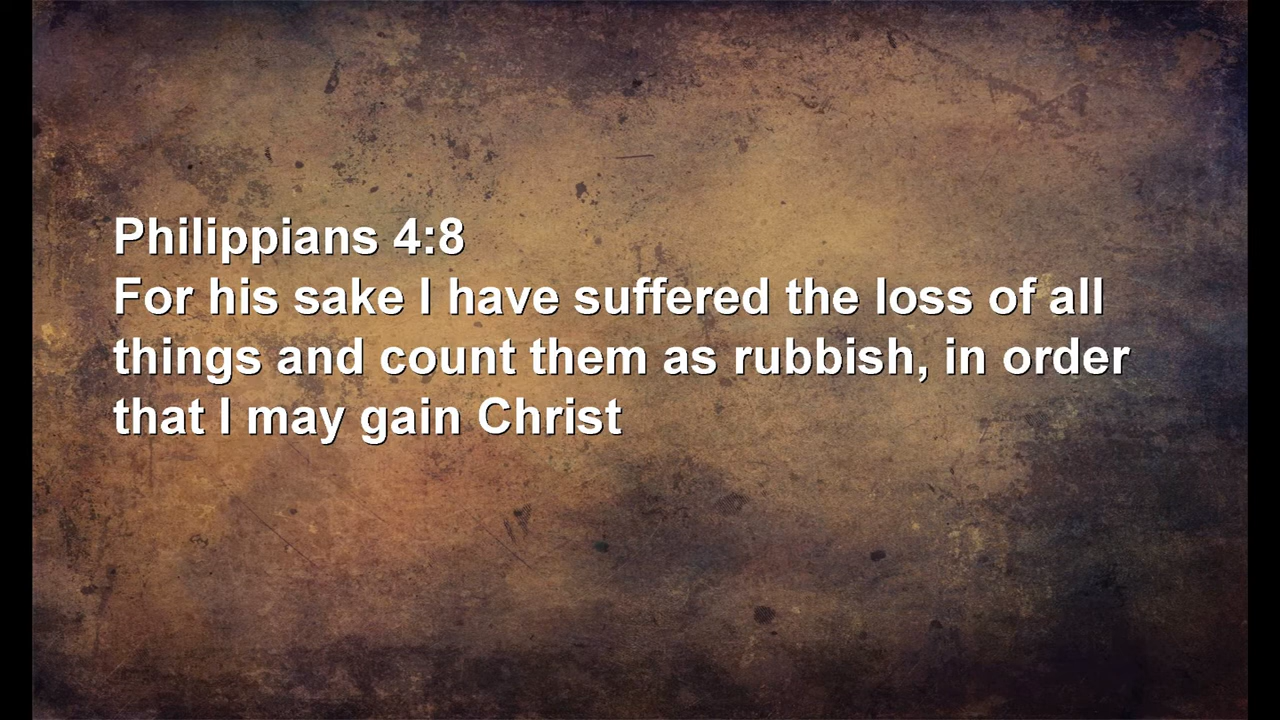 Philippians 4:8
For his sake I have suffered the loss of all
things and count them as rubbish, in order
that I may gain Christ